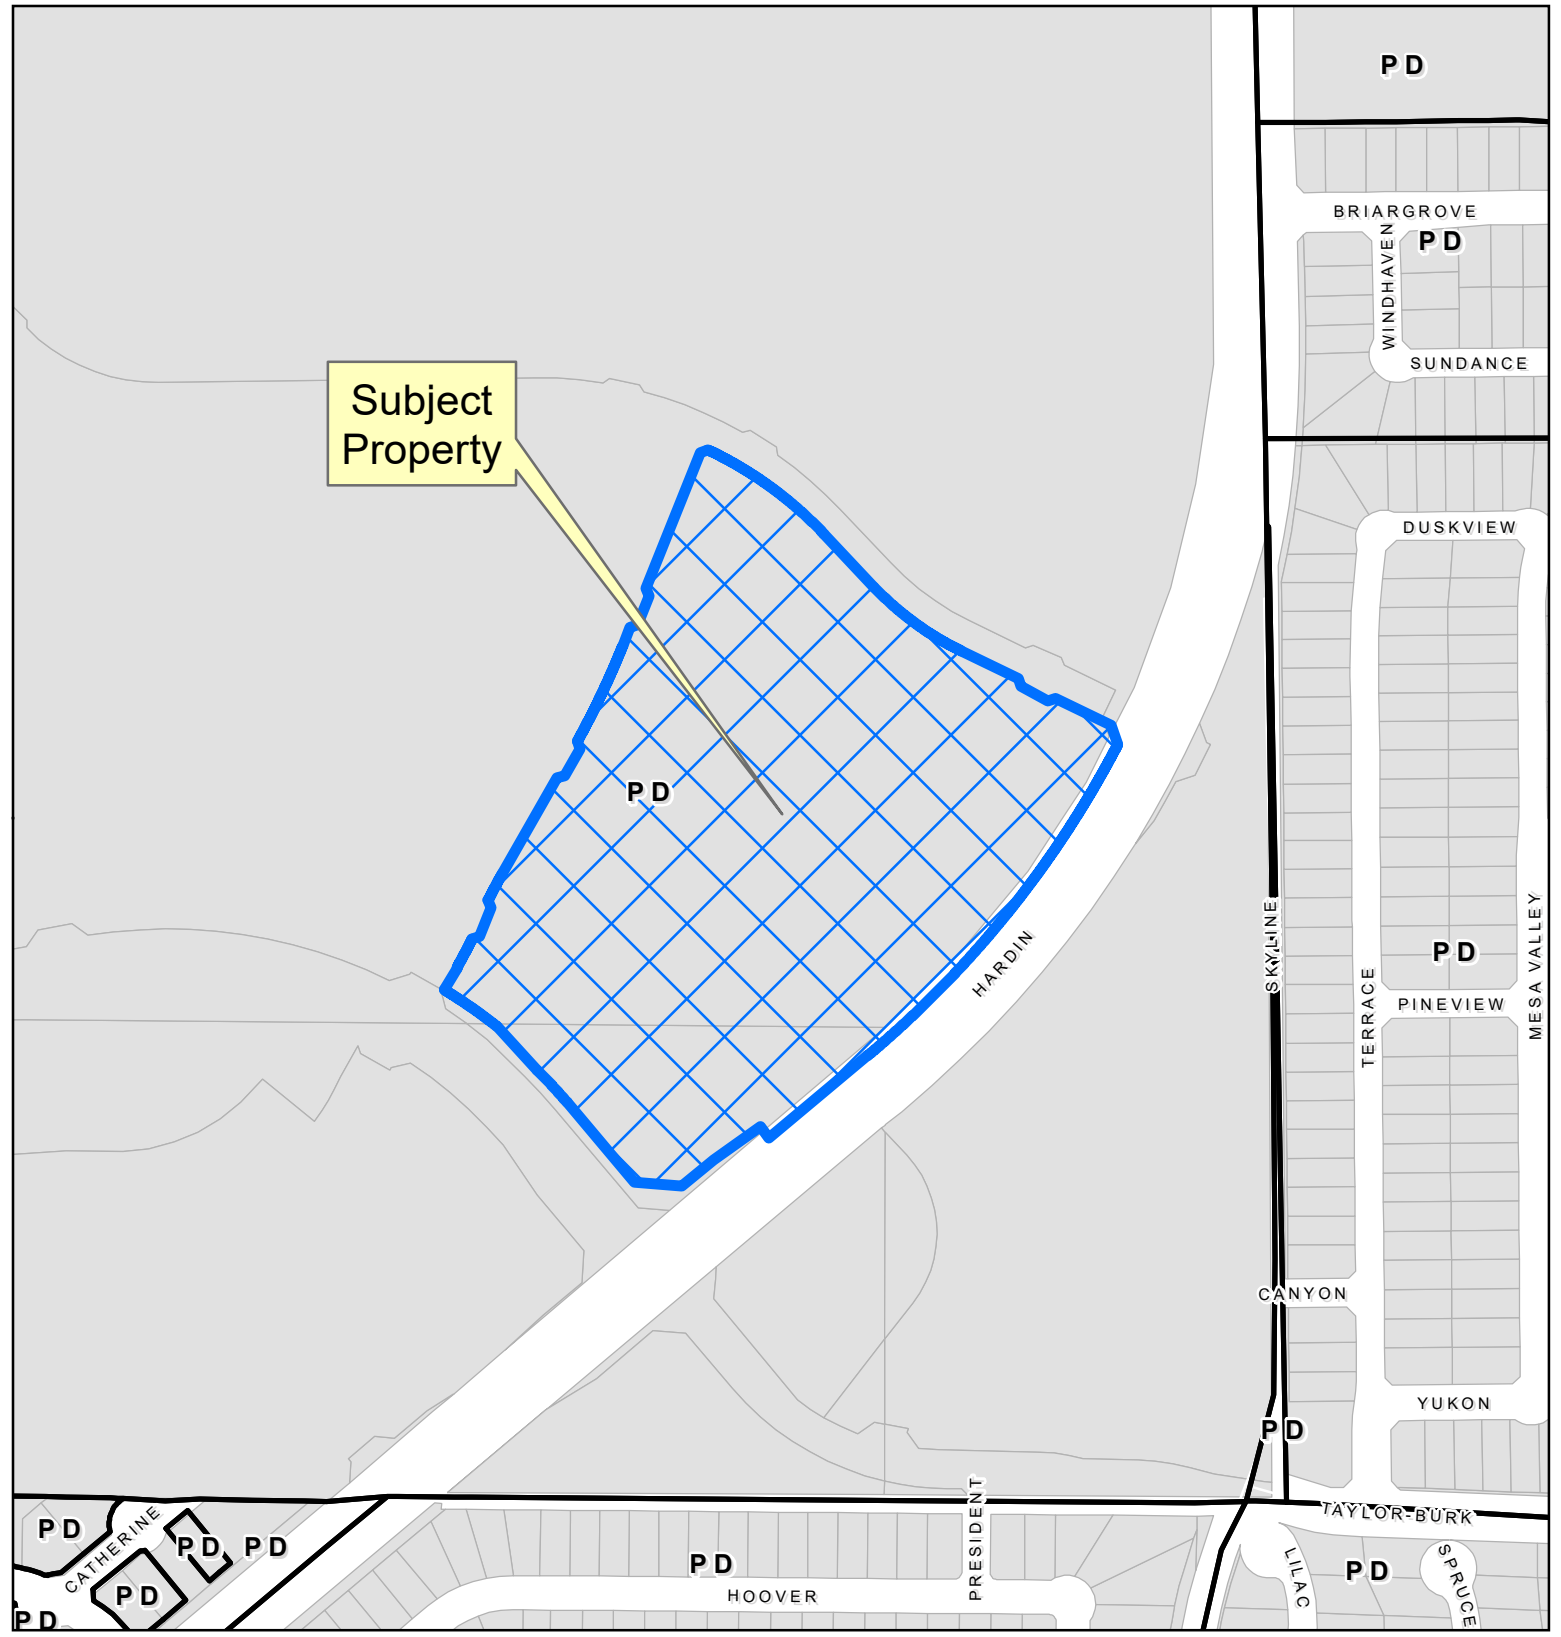 PD
BRIARGROVE
PD
WINDHAVEN
SUNDANCE
Subject
Property
DUSKVIEW
PD
HARDIN
SKYLINE
TERRACE
PD
MESA VALLEY
PINEVIEW
CANYON
YUKON
PD
PRESIDENT
TAYLOR-BURK
CATHERINE
PD
PD
PD
PD
PD
PD
HOOVER
LILAC
PD
SPRUCE